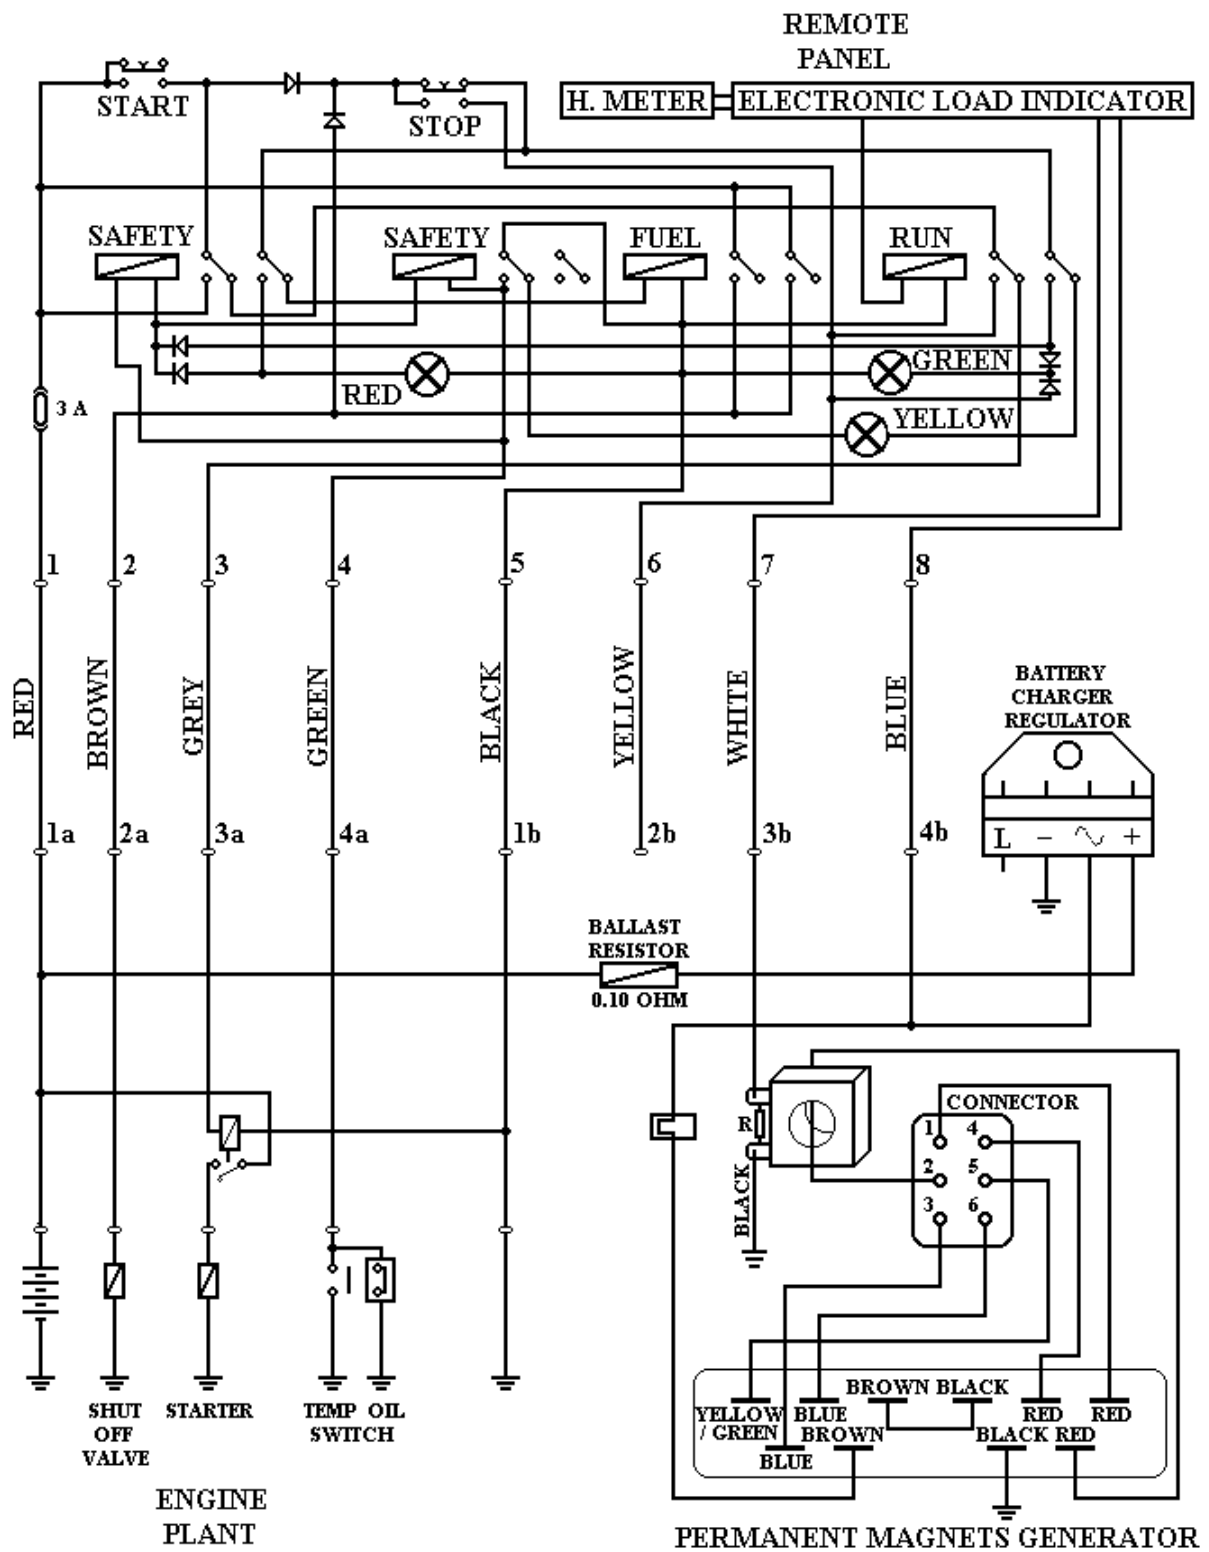 REMOTE
PANEL
START
STOP
H. METER
ELECTRONIC LOAD INDICATOR
SAFETY
SAFETY
FUEL
RUN
RED
GREEN
3 A
YELLOW
1
2
3
4
5
6
7
8
RED
BROWN
GREY
GREEN
BLACK
YELLOW
WHITE
BLUE
BATTERY
CHARGER
REGULATOR
L − +
1a
2a
3a
4a
1b
2b
3b
4b
BALLAST
RESISTOR
0.10 OHM
R
BLACK
CONNECTOR
1 4
2 5
3 6
SHUT
OFF
VALVE
STARTER
TEMP OIL
SWITCH
ENGINE
PLANT
BROWN BLACK
YELLOW
/ GREEN
BLUE
RED
RED
BROWN
BLACK RED
BLUE
PERMANENT MAGNETS GENERATOR